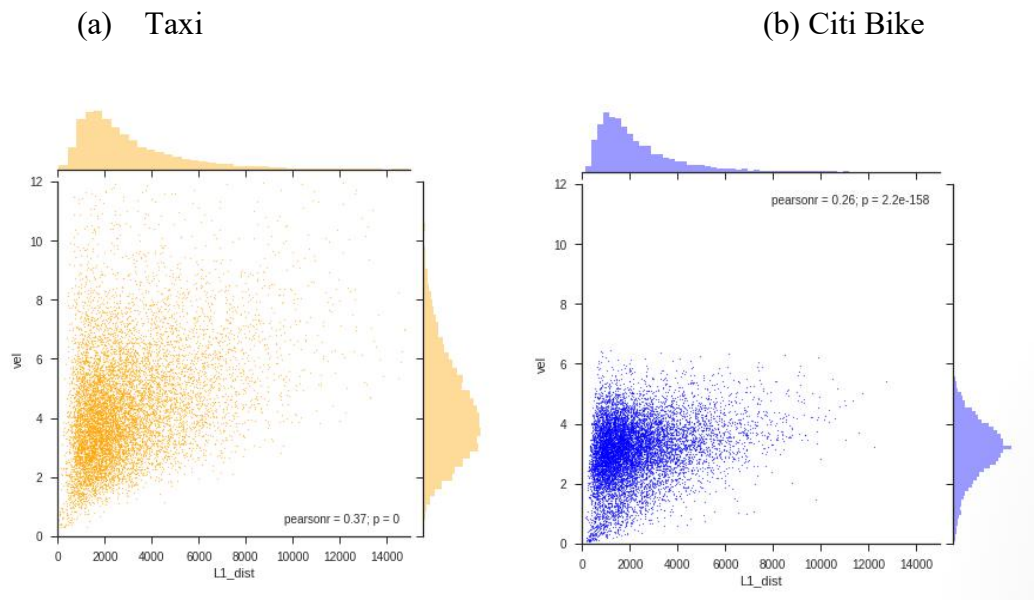 (a) Taxi
(b) Citi Bike
12
10
8
6
4
2
0
vel
pearsonr = 0.37; p = 0
0 2000 4000 6000 8000 10000 12000 14000
L1_dist
12
10
8
6
4
2
0
vel
pearsonr = 0.26; p = 2.2e-158
0 2000 4000 6000 8000 10000 12000 14000
L1_dist